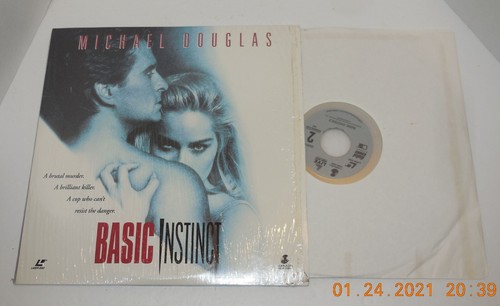 MICHAEL DOUGLAS
A brutal murder.
A brilliant killer.
A cop who can't
resist the danger.
BASIC INSTINCT
2
01.24.2021 20:39